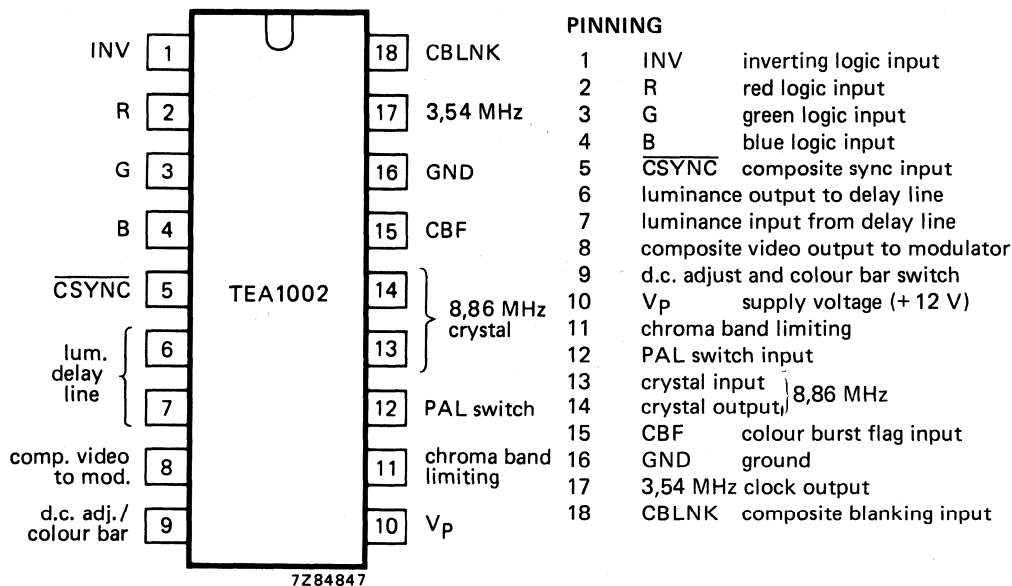 INV 1 18 CBLNK
R 2 17 3,54 MHz
G 3 16 GND
B 4 15 CBF
CSYNC 5 14
TEA1002
8,86 MHz
crystal
6 13
lum.
delay
line
7 12 PAL switch
comp. video
to mod.
8 11 chroma band
limiting
d.c. adj./
colour bar
9 10 VP
7Z84847
PINNING
1 INV inverting logic input
2 R red logic input
3 G green logic input
4 B blue logic input
5 CSYNC composite sync input
6 luminance output to delay line
7 luminance input from delay line
8 composite video output to modulator
9 d.c. adjust and colour bar switch
10 VP supply voltage (+ 12 V)
11 chroma band limiting
12 PAL switch input
13 crystal input
14 crystal output
8,86 MHz
15 CBF colour burst flag input
16 GND ground
17 3,54 MHz clock output
18 CBLNK composite blanking input